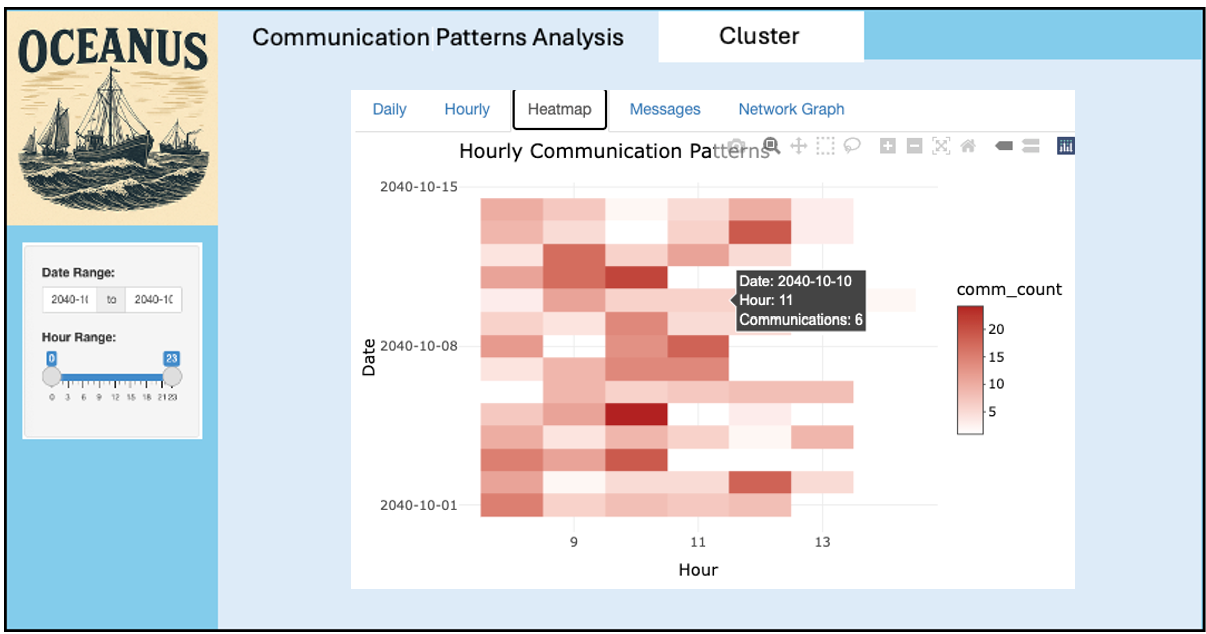 OCEANUS
Communication Patterns Analysis
Cluster
Daily
Hourly
Heatmap
Messages
Network Graph
Hourly Communication Patterns
Date Range:
2040-10
to
2040-10
Hour Range:
0
23
0 3 6 9 12 15 18 21 23
2040-10-15
2040-10-08
2040-10-01
Date
Date: 2040-10-10
Hour: 11
Communications: 6
9
11
13
Hour
comm_count
20
15
10
5